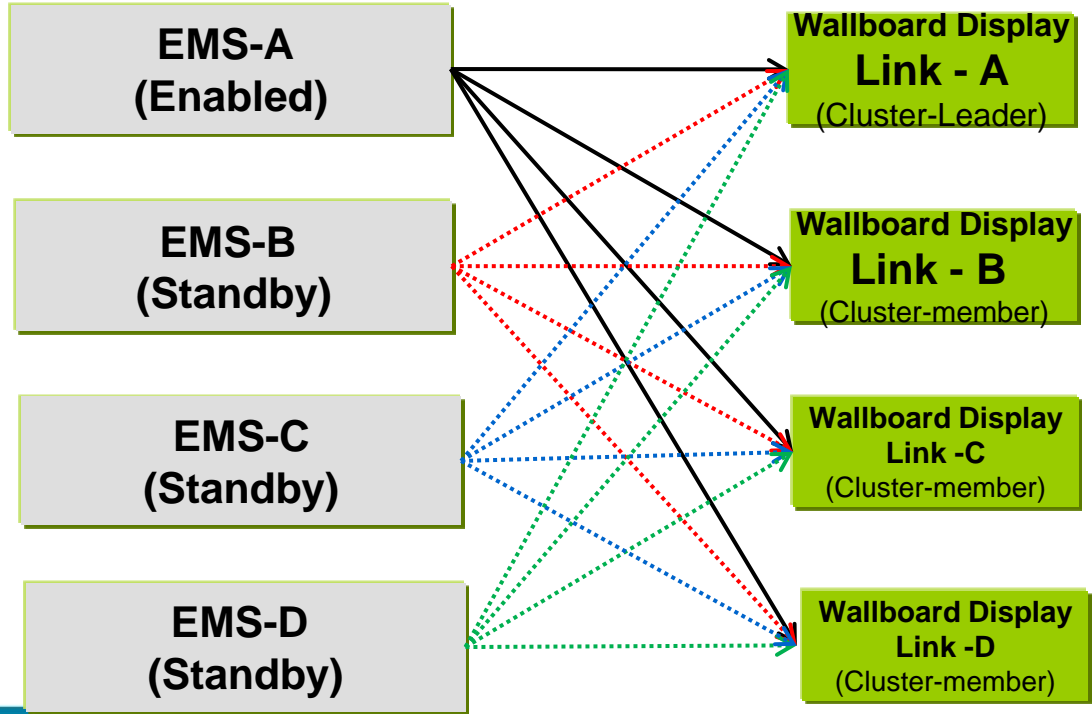 EMS-A
(Enabled)
Wallboard Display
Link - A
(Cluster-Leader)
EMS-B
(Standby)
Wallboard Display
Link - B
(Cluster-member)
EMS-C
(Standby)
Wallboard Display
Link -C
(Cluster-member)
EMS-D
(Standby)
Wallboard Display
Link -D
(Cluster-member)